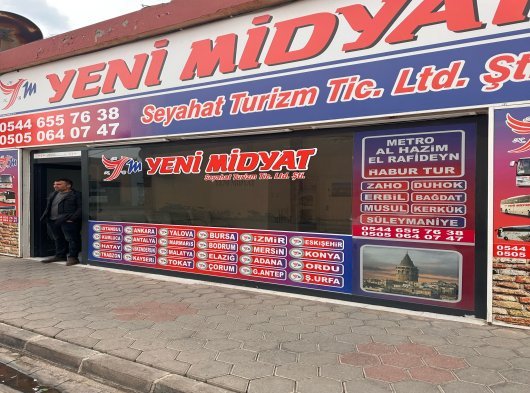 YENİ MİDYAT
Seyahat Turizm Tic. Ltd. Şti.
0544 655 76 38
0505 064 07 47
YENİ MİDYAT
Seyahat Turizm Tic. Ltd. Şti.
İSTANBUL ANKARA YALOVA BURSA İZMİR ESKİŞEHİR
KURUCA ANTALYA MARMARİS BODRUM MERSİN KONYA
HATAY İSKENDERUN MALATYA ELAZIĞ ADANA ORDU
TRABZON KAYSERİ TOKAT ÇORUM G.ANTEP Ş.URFA
METRO
AL HAZIM
EL RAFİDEYN
HABUR TUR
ZAHO DUHOK
ERBİL BAĞDAT
MUSUL KERKÜK
SÜLEYMANİYE
0544 655 76 38
0505 064 07 47